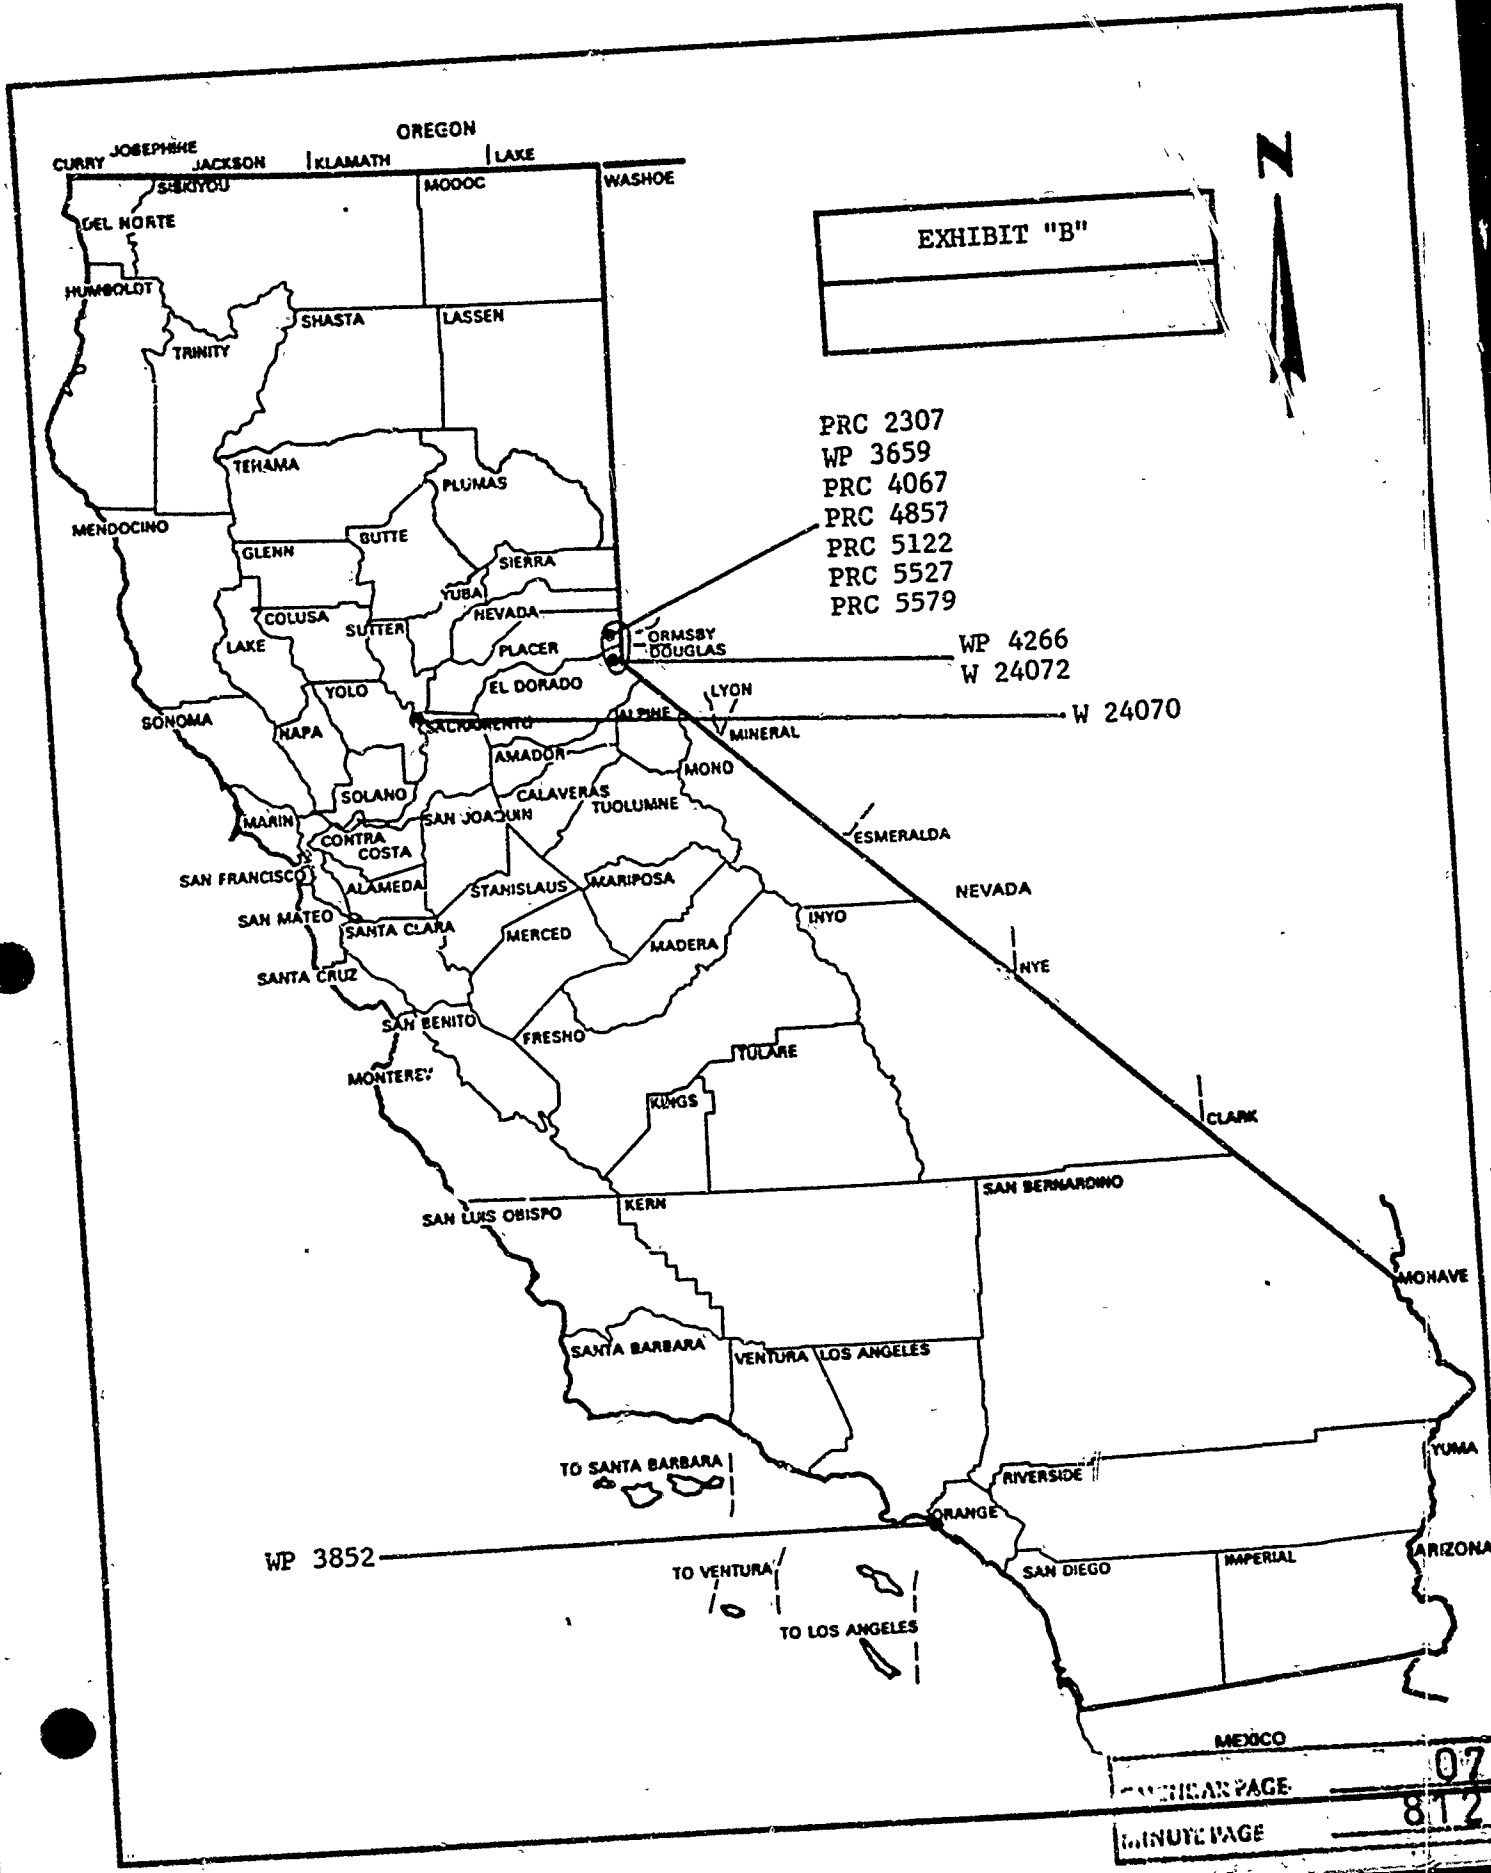 OREGON
CURRY JOSEPHINE JACKSON KLAMATH LAKE
SISKIYOU MODOC WASHOE
DEL NORTE
EXHIBIT "B"
N
HUMBOLDT
SHASTA LASSEN
TRINITY
PRC 2307
WP 3659
PRC 4067
PRC 4857
PRC 5122
PRC 5527
PRC 5579
TEHAMA
PLUMAS
MENDOCINO
BUTTE
GLENN
SIERRA
YUBA
NEVADA
COLUSA
SUTTER
LAKE
PLACER
ORMSBY
DOUGLAS
WP 4266
W 24072
EL DORADO
YOLO
LYON
W 24070
SONOMA
NAPA
SACRAMENTO
ALPINE
MINERAL
AMADOR
MONO
SOLANO
CALAVERAS
TUOLUMNE
MARIN
SAN JOAQUIN
CONTRA
COSTA
ESMERALDA
SAN FRANCISCO
ALAMEDA
STANISLAUS
MARIPOSA
NEVADA
SAN MATEO
SANTA CLARA
MERCED
MADERA
INYO
SANTA CRUZ
NYE
SAN BENITO
FRESNO
TULARE
MONTEREY
KINGS
CLARK
SAN BERNARDINO
SAN LUIS OBISPO
KERN
MOHAVE
SANTA BARBARA
VENTURA
LOS ANGELES
YUMA
TO SANTA BARBARA
RIVERSIDE
ORANGE
WP 3852
TO VENTURA
SAN DIEGO
IMPERIAL
ARIZONA
TO LOS ANGELES
MEXICO
PAGE 07
MINUTE PAGE 812